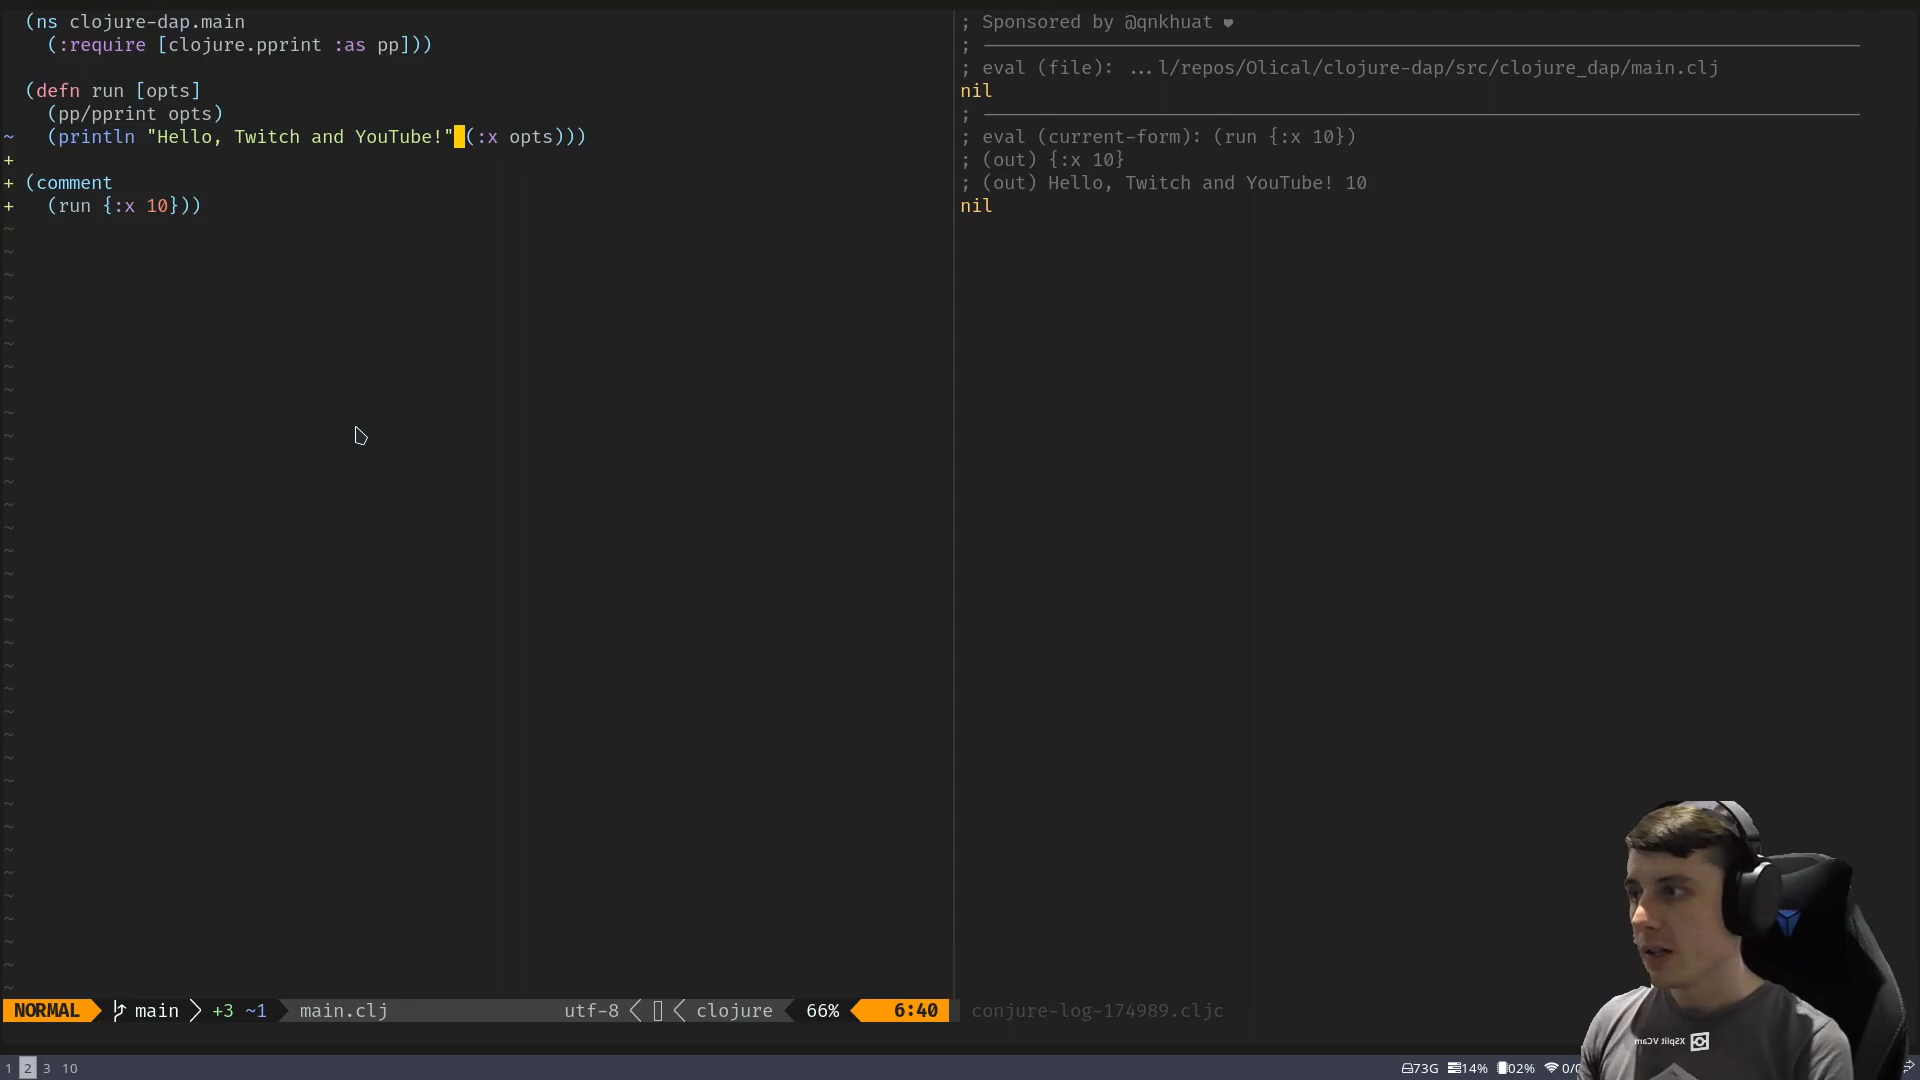 (ns clojure-dap.main
  (:require [clojure.pprint :as pp]))
(defn run [opts]
  (pp/pprint opts)
~ (println "Hello, Twitch and YouTube!" (:x opts)))
+
+ (comment
+   (run {:x 10}))
NORMAL main +3 ~1 main.clj utf-8 clojure 66% 6:40
; Sponsored by @qnkhuat ♥
; ────────────────────
; eval (file): ...l/repos/Olical/clojure-dap/src/clojure_dap/main.clj
nil
; ────────────────────
; eval (current-form): (run {:x 10})
; (out) {:x 10}
; (out) Hello, Twitch and YouTube! 10
nil
conjure-log-174989.cljc
XSplit VCam
1 2 3 10
73G 14% 02%